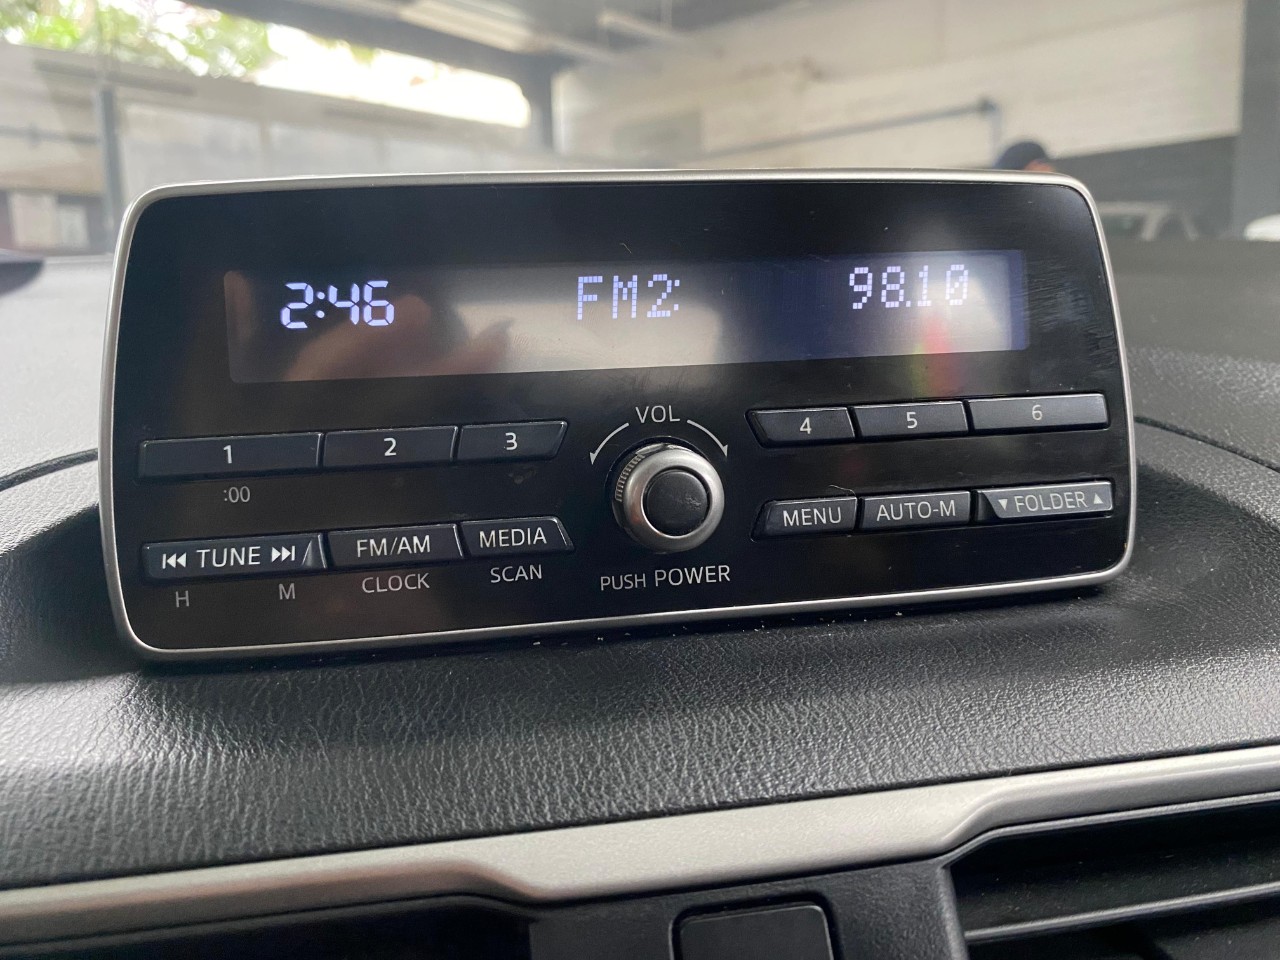 2:46 FM2: 98.10
VOL
1 2 3 4 5 6
:00
⏮ TUNE ⏭ FM/AM MEDIA MENU AUTO-M ▼ FOLDER ▲
H M CLOCK SCAN PUSH POWER